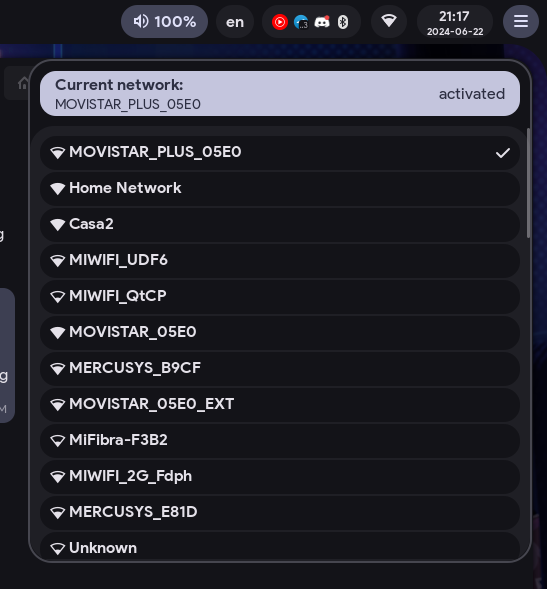 100%
en
21:17
2024-06-22
Current network:
MOVISTAR_PLUS_05E0
activated
MOVISTAR_PLUS_05E0
Home Network
Casa2
MIWIFI_UDF6
MIWIFI_QtCP
MOVISTAR_05E0
MERCUSYS_B9CF
MOVISTAR_05E0_EXT
MiFibra-F3B2
MIWIFI_2G_Fdph
MERCUSYS_E81D
Unknown
g
g
M